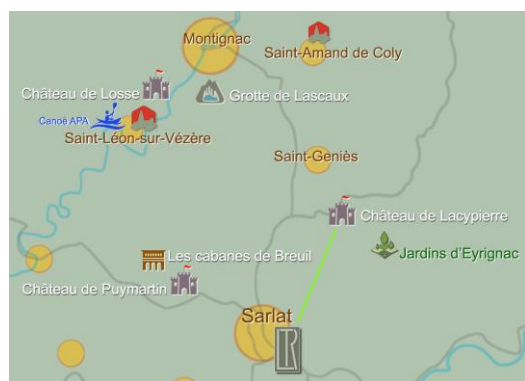 Montignac
Saint-Amand de Coly
Château de Losse
Grotte de Lascaux
Canoë APA
Saint-Léon-sur-Vézère
Saint-Geniès
Château de Lacypierre
Jardins d'Eyrignac
Les cabanes de Breuil
Château de Puymartin
Sarlat